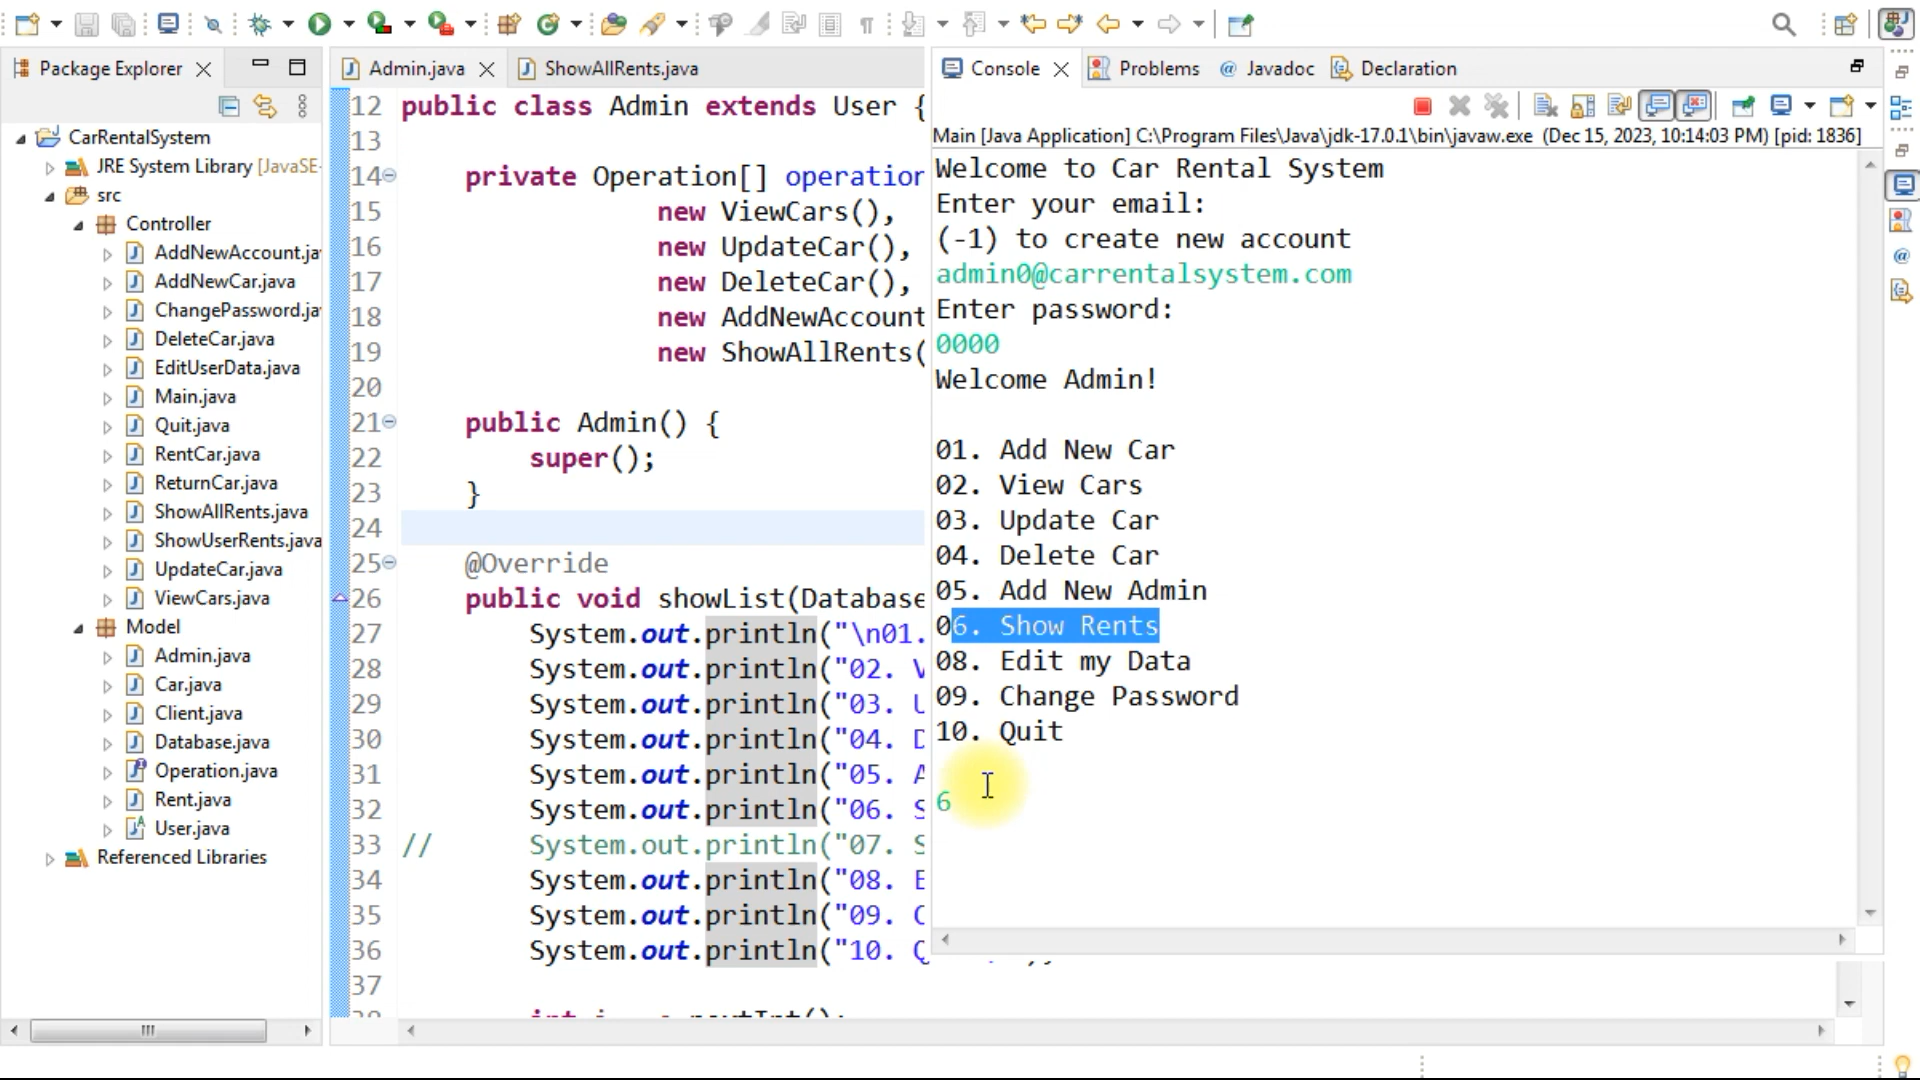 Package Explorer
CarRentalSystem
JRE System Library [JavaSE-
src
Controller
AddNewAccount.ja
AddNewCar.java
ChangePassword.ja
DeleteCar.java
EditUserData.java
Main.java
Quit.java
RentCar.java
ReturnCar.java
ShowAllRents.java
ShowUserRents.java
UpdateCar.java
ViewCars.java
Model
Admin.java
Car.java
Client.java
Database.java
Operation.java
Rent.java
User.java
Referenced Libraries
Admin.java
ShowAllRents.java
12 public class Admin extends User {
13
14 private Operation[] operation
15 new ViewCars(),
16 new UpdateCar(),
17 new DeleteCar(),
18 new AddNewAccount
19 new ShowAllRents(
20
21 public Admin() {
22 super();
23 }
24
25 @Override
26 public void showList(Database
27 System.out.println("\n01.
28 System.out.println("02. V
29 System.out.println("03. U
30 System.out.println("04. D
31 System.out.println("05. A
32 System.out.println("06. S
33 // System.out.println("07. S
34 System.out.println("08. E
35 System.out.println("09. C
36 System.out.println("10. Q
37
Console
Problems
@ Javadoc
Declaration
Main [Java Application] C:\Program Files\Java\jdk-17.0.1\bin\javaw.exe (Dec 15, 2023, 10:14:03 PM) [pid: 1836]
Welcome to Car Rental System
Enter your email:
(-1) to create new account
admin0@carrentalsystem.com
Enter password:
0000
Welcome Admin!
01. Add New Car
02. View Cars
03. Update Car
04. Delete Car
05. Add New Admin
06. Show Rents
08. Edit my Data
09. Change Password
10. Quit
6